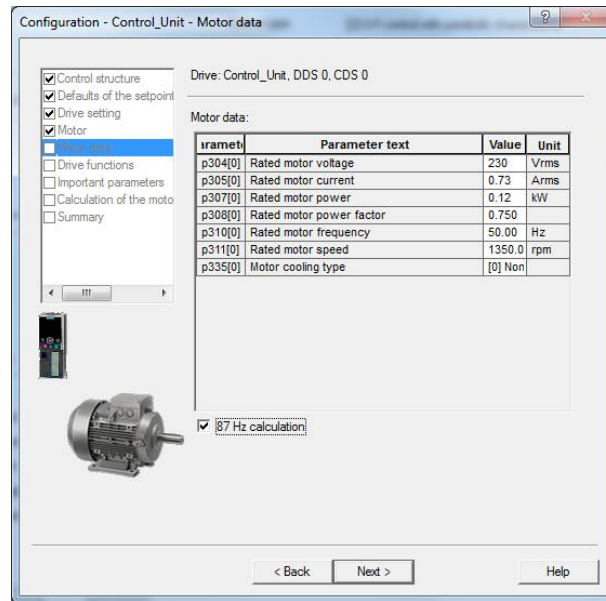 Configuration - Control_Unit - Motor data
Control structure
Defaults of the setpoint
Drive setting
Motor
Motor data
Drive functions
Important parameters
Calculation of the moto
Summary
Drive: Control_Unit, DDS 0, CDS 0
Motor data:
aramet Parameter text Value Unit
p304[0] Rated motor voltage 230 Vrms
p305[0] Rated motor current 0.73 Arms
p307[0] Rated motor power 0.12 kW
p308[0] Rated motor power factor 0.750
p310[0] Rated motor frequency 50.00 Hz
p311[0] Rated motor speed 1350.0 rpm
p335[0] Motor cooling type [0] Non
87 Hz calculation
< Back Next > Help